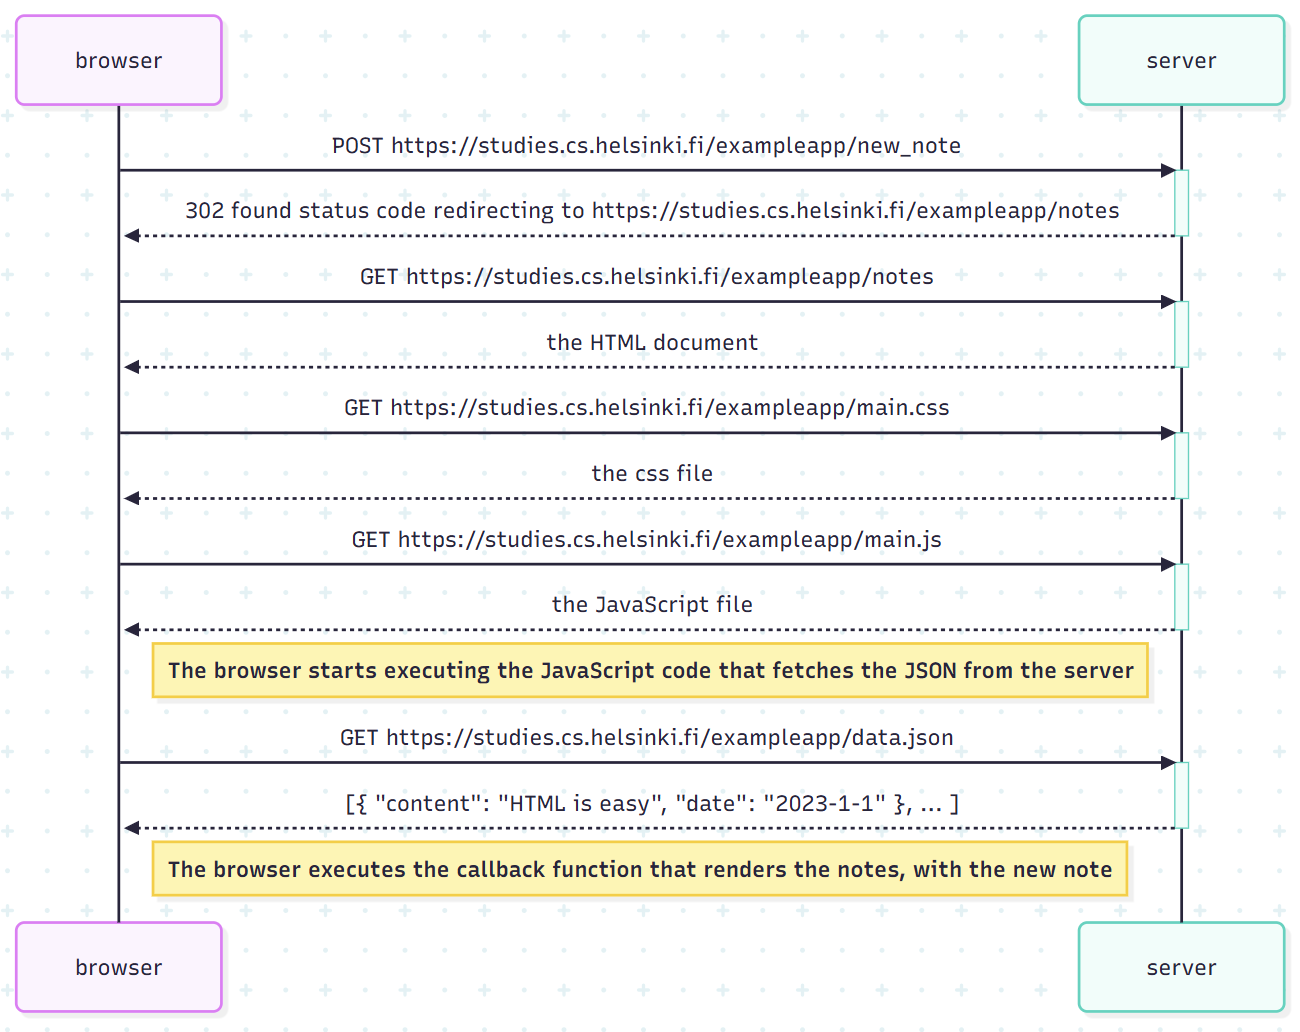 browser
server
POST https://studies.cs.helsinki.fi/exampleapp/new_note
302 found status code redirecting to https://studies.cs.helsinki.fi/exampleapp/notes
GET https://studies.cs.helsinki.fi/exampleapp/notes
the HTML document
GET https://studies.cs.helsinki.fi/exampleapp/main.css
the css file
GET https://studies.cs.helsinki.fi/exampleapp/main.js
the JavaScript file
The browser starts executing the JavaScript code that fetches the JSON from the server
GET https://studies.cs.helsinki.fi/exampleapp/data.json
[{ "content": "HTML is easy", "date": "2023-1-1" }, ... ]
The browser executes the callback function that renders the notes, with the new note
browser
server